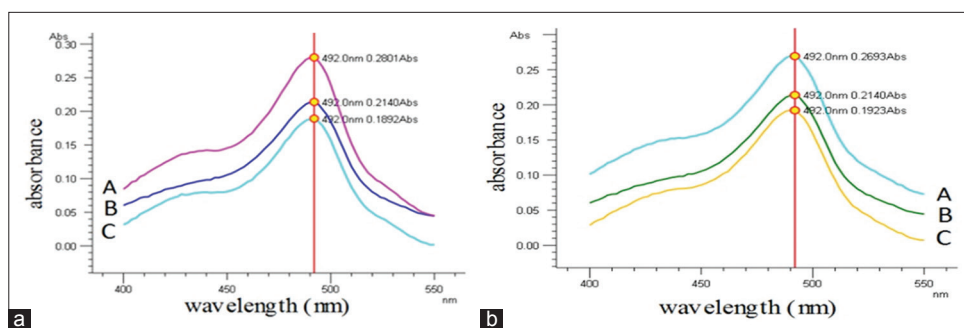 Abs
0.30
0.25
0.20
0.15
0.10
0.05
0.00
absorbance
492.0nm 0.2801Abs
492.0nm 0.2140Abs
492.0nm 0.1892Abs
A
B
C
400
450
500
550
nm
wavelength (nm)
a
Abs
0.25
0.20
0.15
0.10
0.05
0.00
absorbance
492.0nm 0.2693Abs
492.0nm 0.2140Abs
492.0nm 0.1923Abs
A
B
C
400
450
500
550
nm
wavelength (nm)
b